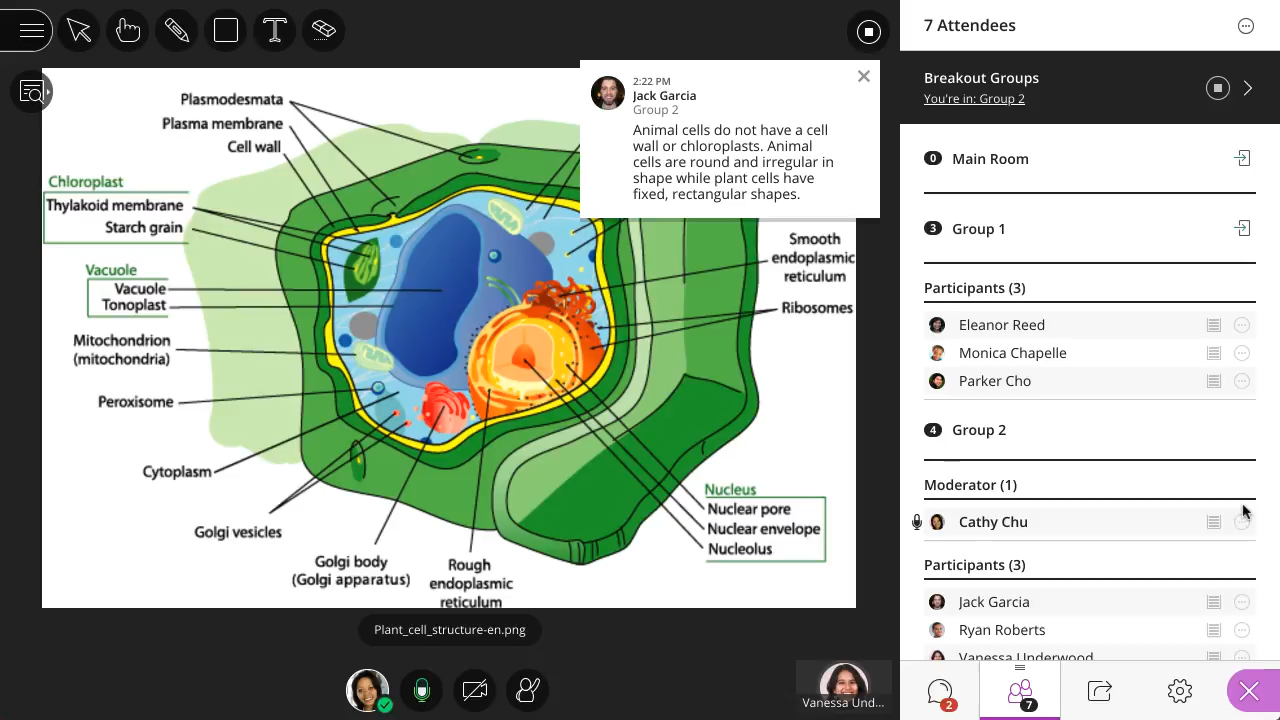 Plasmodesmata
Plasma membrane
Cell wall
Chloroplast
Thylakoid membrane
Starch grain
Vacuole
Vacuole
Tonoplast
Mitochondrion
(mitochondria)
Peroxisome
Cytoplasm
Golgi vesicles
Golgi body
(Golgi apparatus)
Rough
endoplasmic
reticulum
Smooth
endoplasmic
reticulum
Ribosomes
Nucleus
Nuclear pore
Nuclear envelope
Nucleolus
Plant_cell_structure-en.png
2:22 PM
Jack Garcia
Group 2
Animal cells do not have a cell
wall or chloroplasts. Animal
cells are round and irregular in
shape while plant cells have
fixed, rectangular shapes.
Vanessa Und...
7 Attendees
Breakout Groups
You're in: Group 2
0 Main Room
3 Group 1
Participants (3)
Eleanor Reed
Monica Chapelle
Parker Cho
4 Group 2
Moderator (1)
Cathy Chu
Participants (3)
Jack Garcia
Ryan Roberts
Vanessa Underwood
2
7